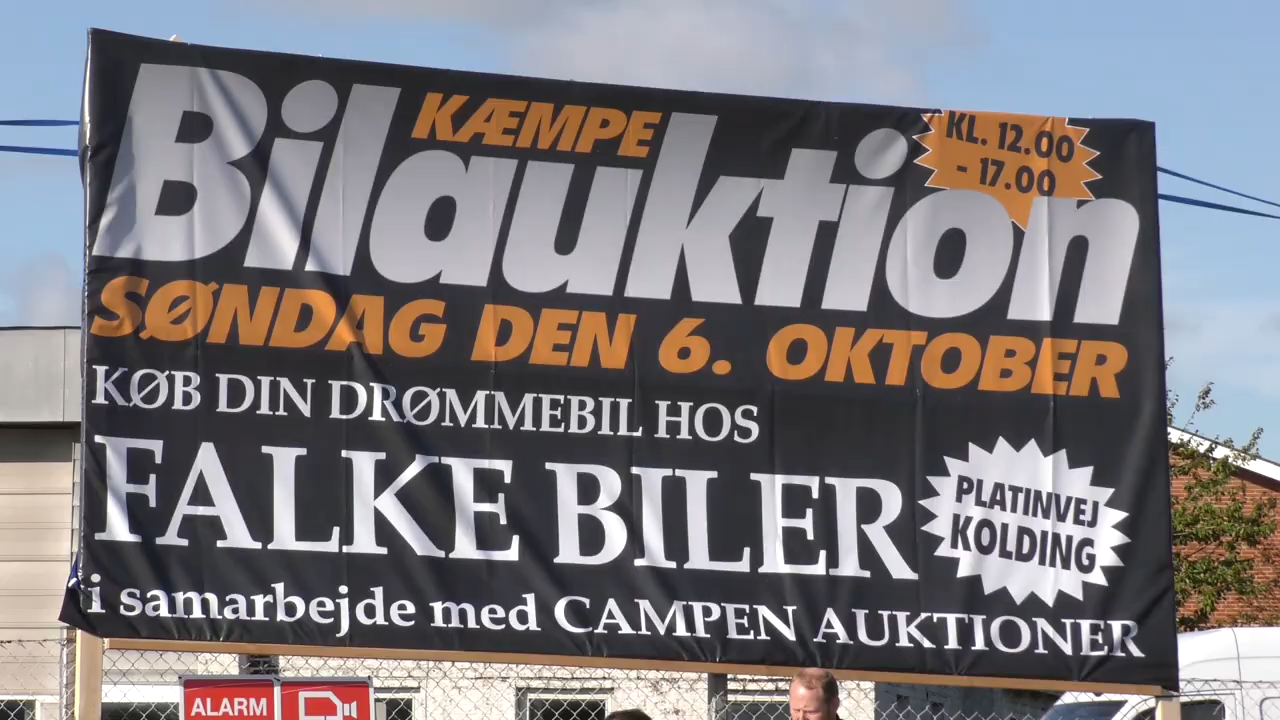 KÆMPE
Bilauktion
KL. 12.00
- 17.00
SØNDAG DEN 6. OKTOBER
KØB DIN DRØMMEBIL HOS
FALKE BILER
PLATINVEJ
KOLDING
i samarbejde med CAMPEN AUKTIONER
ALARM